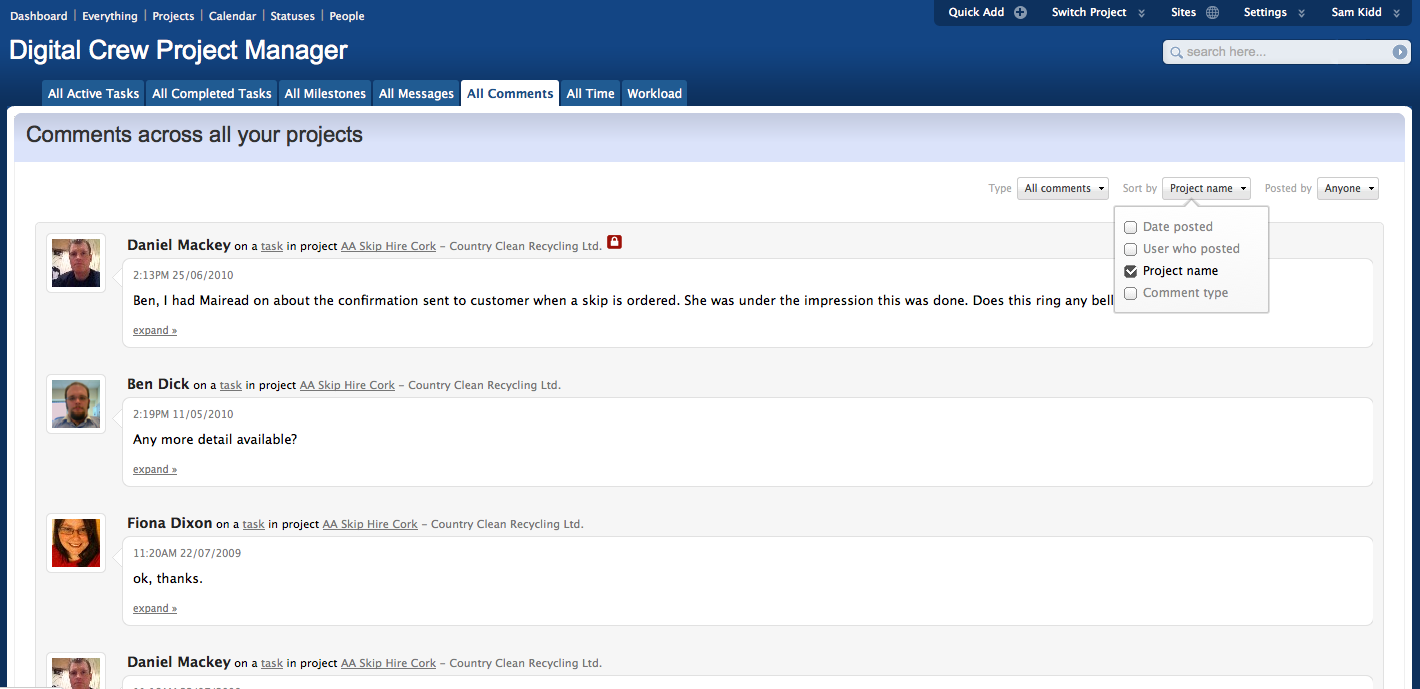 Dashboard | Everything | Projects | Calendar | Statuses | People
Quick Add Switch Project Sites Settings Sam Kidd
Digital Crew Project Manager
search here...
All Active Tasks All Completed Tasks All Milestones All Messages All Comments All Time Workload
Comments across all your projects
Type All comments Sort by Project name Posted by Anyone
Date posted
User who posted
Project name
Comment type
Daniel Mackey on a task in project AA Skip Hire Cork – Country Clean Recycling Ltd.
2:13PM 25/06/2010
Ben, I had Mairead on about the confirmation sent to customer when a skip is ordered. She was under the impression this was done. Does this ring any bell
expand »
Ben Dick on a task in project AA Skip Hire Cork – Country Clean Recycling Ltd.
2:19PM 11/05/2010
Any more detail available?
expand »
Fiona Dixon on a task in project AA Skip Hire Cork – Country Clean Recycling Ltd.
11:20AM 22/07/2009
ok, thanks.
expand »
Daniel Mackey on a task in project AA Skip Hire Cork – Country Clean Recycling Ltd.